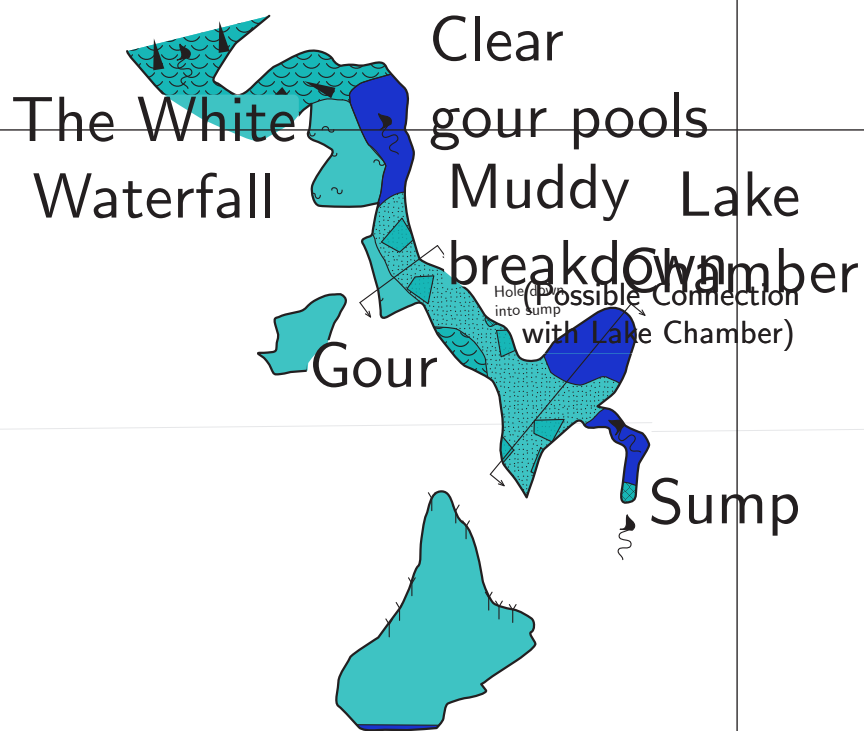 Clear
gour pools
The White
Waterfall
Muddy
breakdown
Lake
Chamber
Hole down
into sump
(Possible Connection
with Lake Chamber)
Gour
Sump